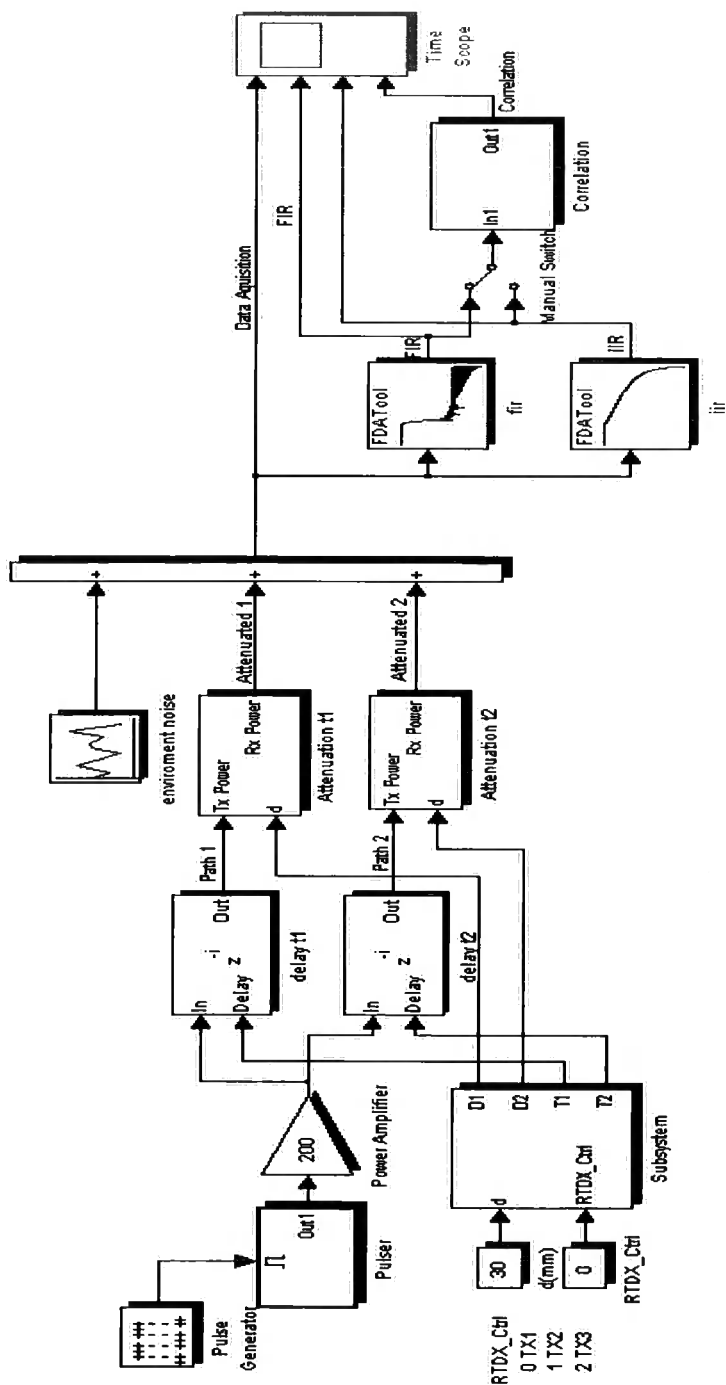 Pulse
Generator
Out1
Pulser
200
Power Amplifier
RTDX_Ctrl
0 TX1
1 TX2
2 TX3
30
d(mm)
0
RTDX_Ctrl
d
RTDX_Ctrl
D1
D2
T1
T2
Subsystem
In
Delay
-i
z
Out
delay t1
Path 1
In
Delay
-i
z
Out
delay t2
Path 2
enviroment noise
Tx Power
d
Rx Power
Attenuation t1
Attenuated 1
Tx Power
d
Rx Power
Attenuation t2
Attenuated 2
+
+
+
Data Aquisition
FDATool
fir
FIR
FIR
FDATool
iir
IIR
Manual Switch
In1
Out1
Correlation
Correlation
Time
Scope